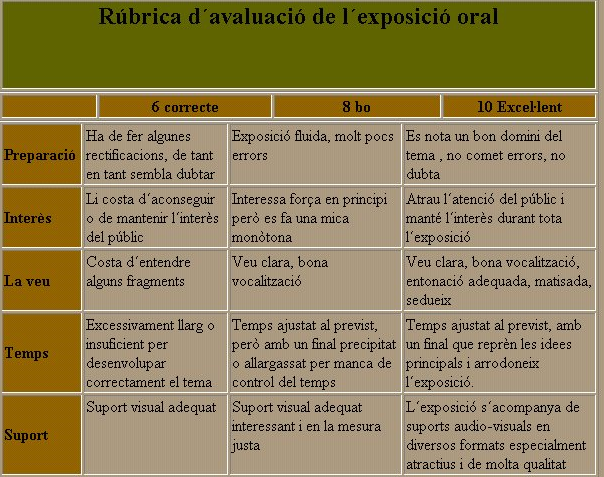 Rúbrica d´avaluació de l´exposició oral
6 correcte
8 bo
10 Excel·lent
Preparació
Ha de fer algunes
rectificacions, de tant
en tant sembla dubtar
Exposició fluida, molt pocs
errors
Es nota un bon domini del
tema , no comet errors, no
dubta
Interès
Li costa d´aconseguir
o de mantenir l´interès
del públic
Interessa força en principi
però es fa una mica
monòtona
Atrau l´atenció del públic i
manté l´interès durant tota
l´exposició
La veu
Costa d´entendre
alguns fragments
Veu clara, bona
vocalització
Veu clara, bona vocalització,
entonació adequada, matisada,
sedueix
Temps
Excessivament llarg o
insuficient per
desenvolupar
correctament el tema
Temps ajustat al previst,
però amb un final precipitat
o allargassat per manca de
control del temps
Temps ajustat al previst, amb
un final que reprèn les idees
principals i arrodoneix
l´exposició.
Suport
Suport visual adequat
Suport visual adequat
interessant i en la mesura
justa
L´exposició s´acompanya de
suports audio-visuals en
diversos formats especialment
atractius i de molta qualitat